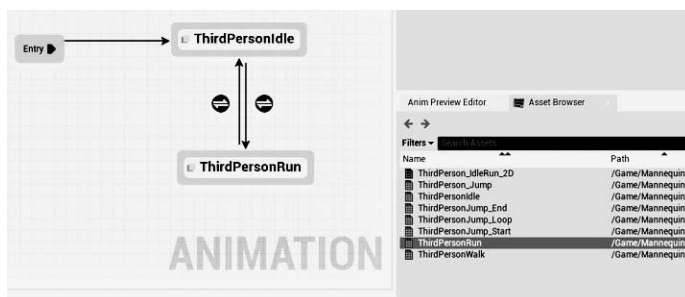 Entry
ThirdPersonIdle
ThirdPersonRun
ANIMATION
Anim Preview Editor Asset Browser
Filters
Search Assets
Name Path
ThirdPerson_IdleRun_2D /Game/Mannequin
ThirdPerson_Jump /Game/Mannequin
ThirdPersonIdle /Game/Mannequin
ThirdPersonJump_End /Game/Mannequin
ThirdPersonJump_Loop /Game/Mannequin
ThirdPersonJump_Start /Game/Mannequin
ThirdPersonRun /Game/Mannequin
ThirdPersonWalk /Game/Mannequin